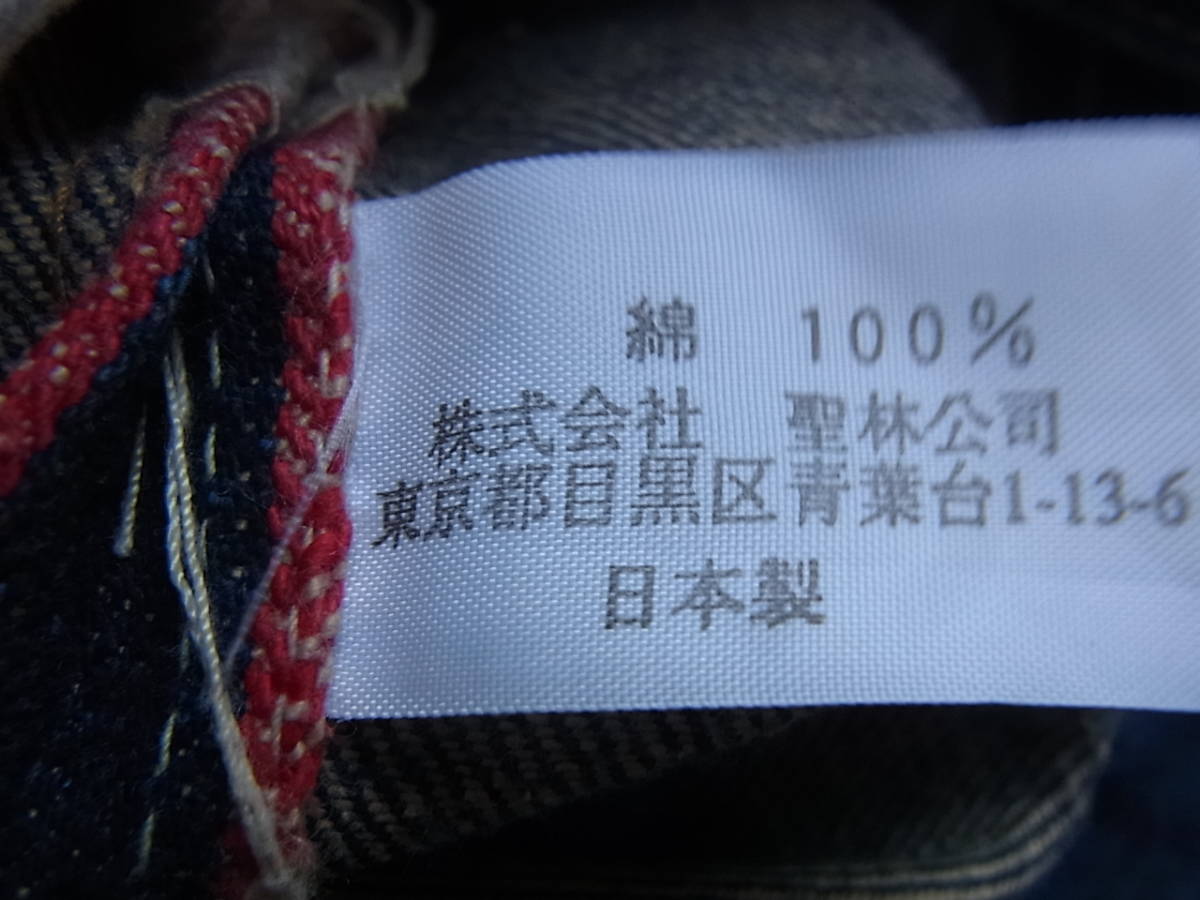 綿　100%
株式会社　聖林公司
東京都目黒区青葉台1-13-6
日本製